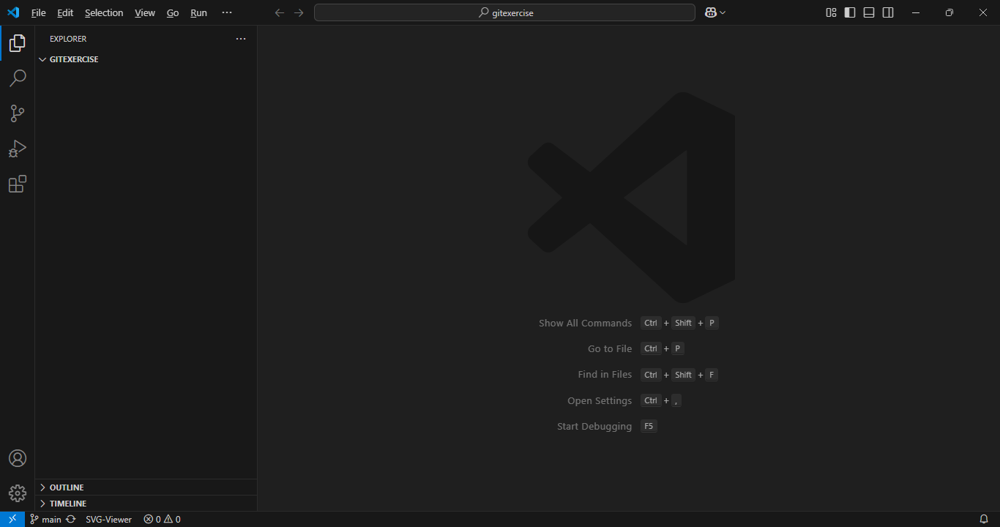 File Edit Selection View Go Run ···
gitexercise
EXPLORER ···
GITEXERCISE
Show All Commands Ctrl + Shift + P
Go to File Ctrl + P
Find in Files Ctrl + Shift + F
Open Settings Ctrl + ,
Start Debugging F5
OUTLINE
TIMELINE
main SVG-Viewer 0 0